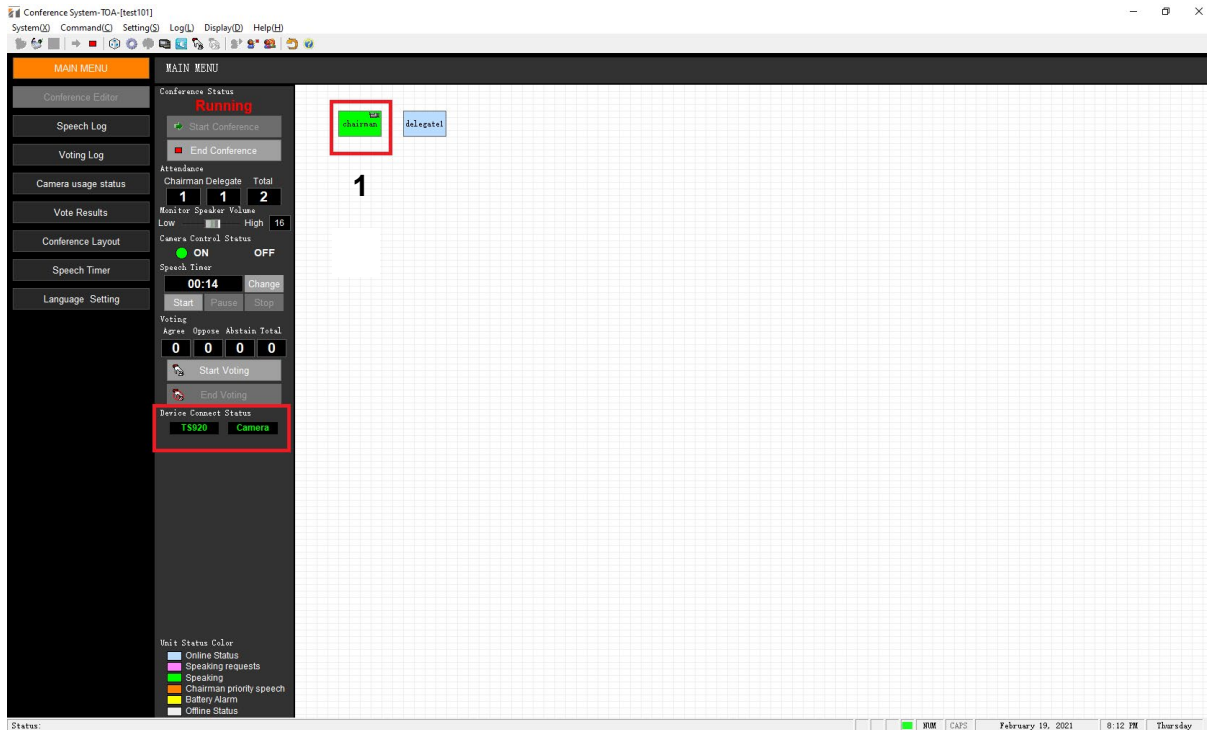 Conference System-TOA-[test101]
System(X) Command(C) Setting(S) Log(L) Display(D) Help(H)
MAIN MENU
MAIN MENU
Conference Editor
Speech Log
Voting Log
Camera usage status
Vote Results
Conference Layout
Speech Timer
Language Setting
Conference Status
Running
Start Conference
End Conference
Attendance
Chairman Delegate Total
1 1 2
Monitor Speaker Volume
Low High 16
Camera Control Status
ON OFF
Speech Timer
00:14 Change
Start Pause Stop
Voting
Agree Oppose Abstain Total
0 0 0 0
Start Voting
End Voting
Device Connect Status
TS920 Camera
Unit Status Color
Online Status
Speaking requests
Speaking
Chairman priority speech
Battery Alarm
Offline Status
chairman delegate1
1
Status: NUM CAPS February 19, 2021 8:12 PM Thursday